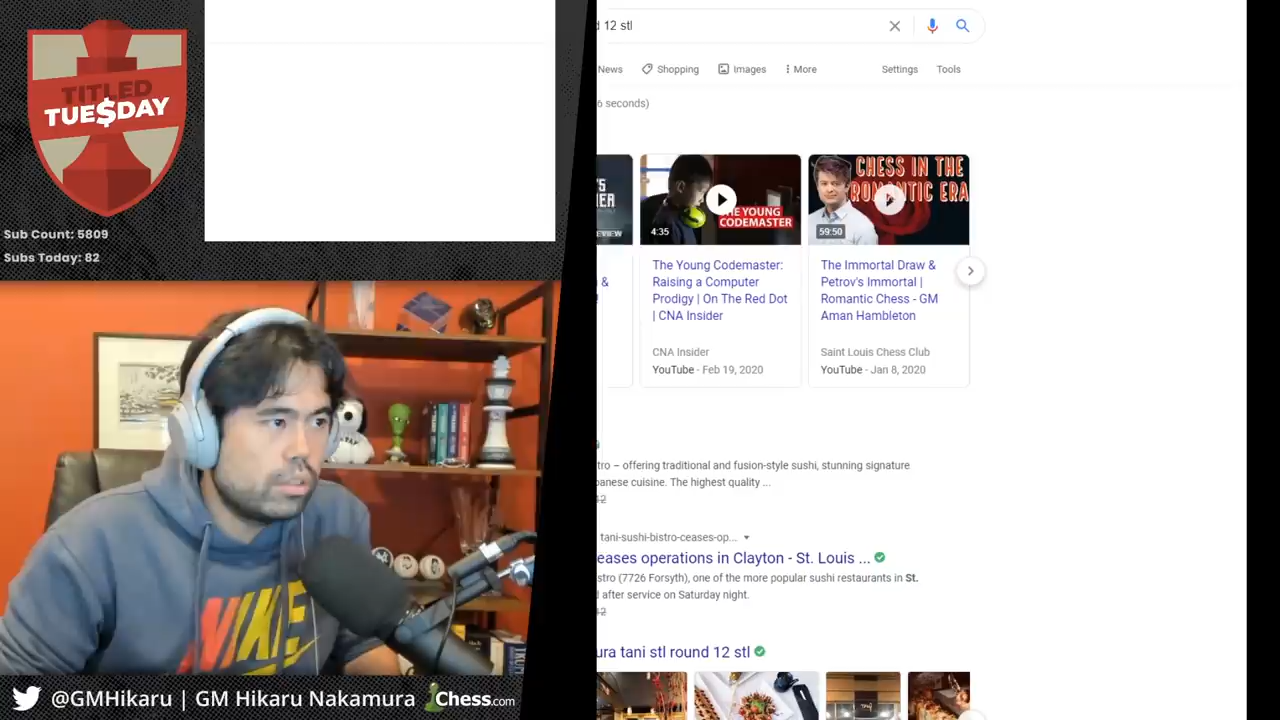 TITLED
TUE$DAY
Sub Count: 5809
Subs Today: 82
NIKE
@GMHikaru | GM Hikaru Nakamura
Chess.com
d 12 stl
News
Shopping
Images
More
Settings
Tools
6 seconds)
'S
ER
EVIEW
4:35
THE YOUNG
CODEMASTER
CHESS IN THE
ROMANTIC ERA
59:50
&
The Young Codemaster:
Raising a Computer
Prodigy | On The Red Dot
| CNA Insider
CNA Insider
YouTube · Feb 19, 2020
The Immortal Draw &
Petrov's Immortal |
Romantic Chess - GM
Aman Hambleton
Saint Louis Chess Club
YouTube · Jan 8, 2020
tro – offering traditional and fusion-style sushi, stunning signature
panese cuisine. The highest quality ...
12
tani-sushi-bistro-ceases-op...
eases operations in Clayton - St. Louis ...
stro (7726 Forsyth), one of the more popular sushi restaurants in St.
d after service on Saturday night.
12
ura tani stl round 12 stl